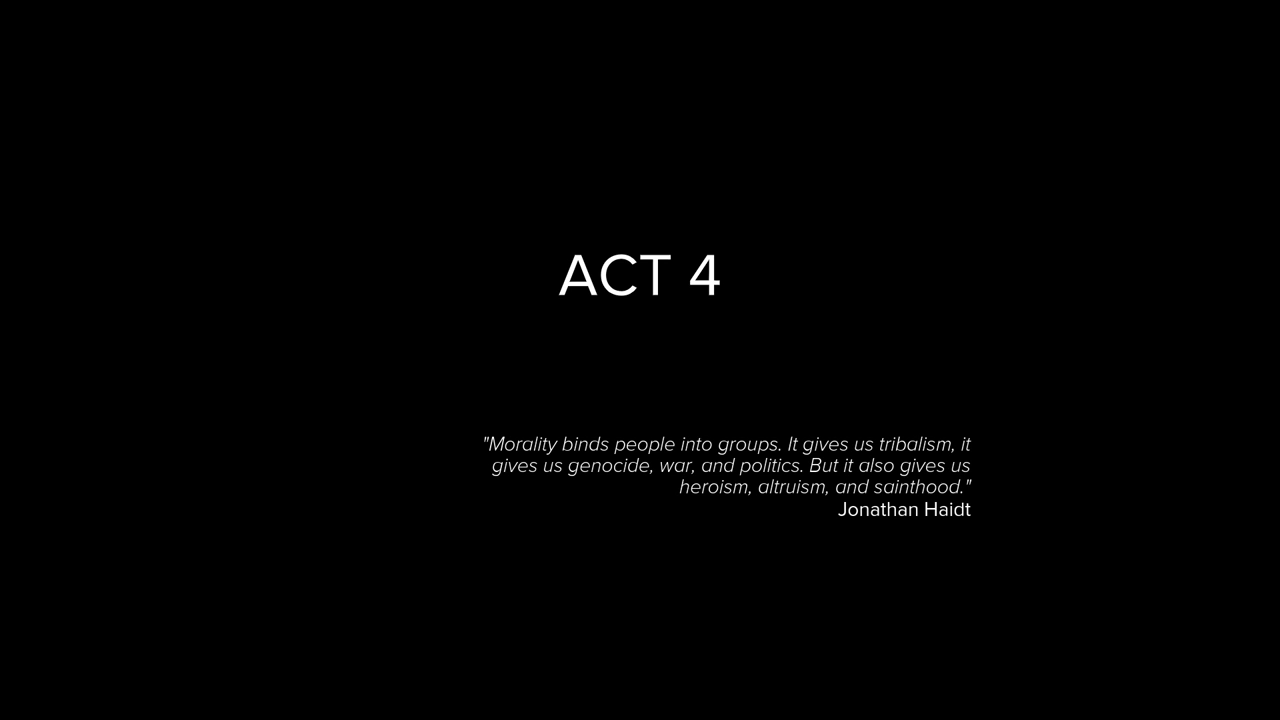 ACT 4
"Morality binds people into groups. It gives us tribalism, it
gives us genocide, war, and politics. But it also gives us
heroism, altruism, and sainthood."
Jonathan Haidt